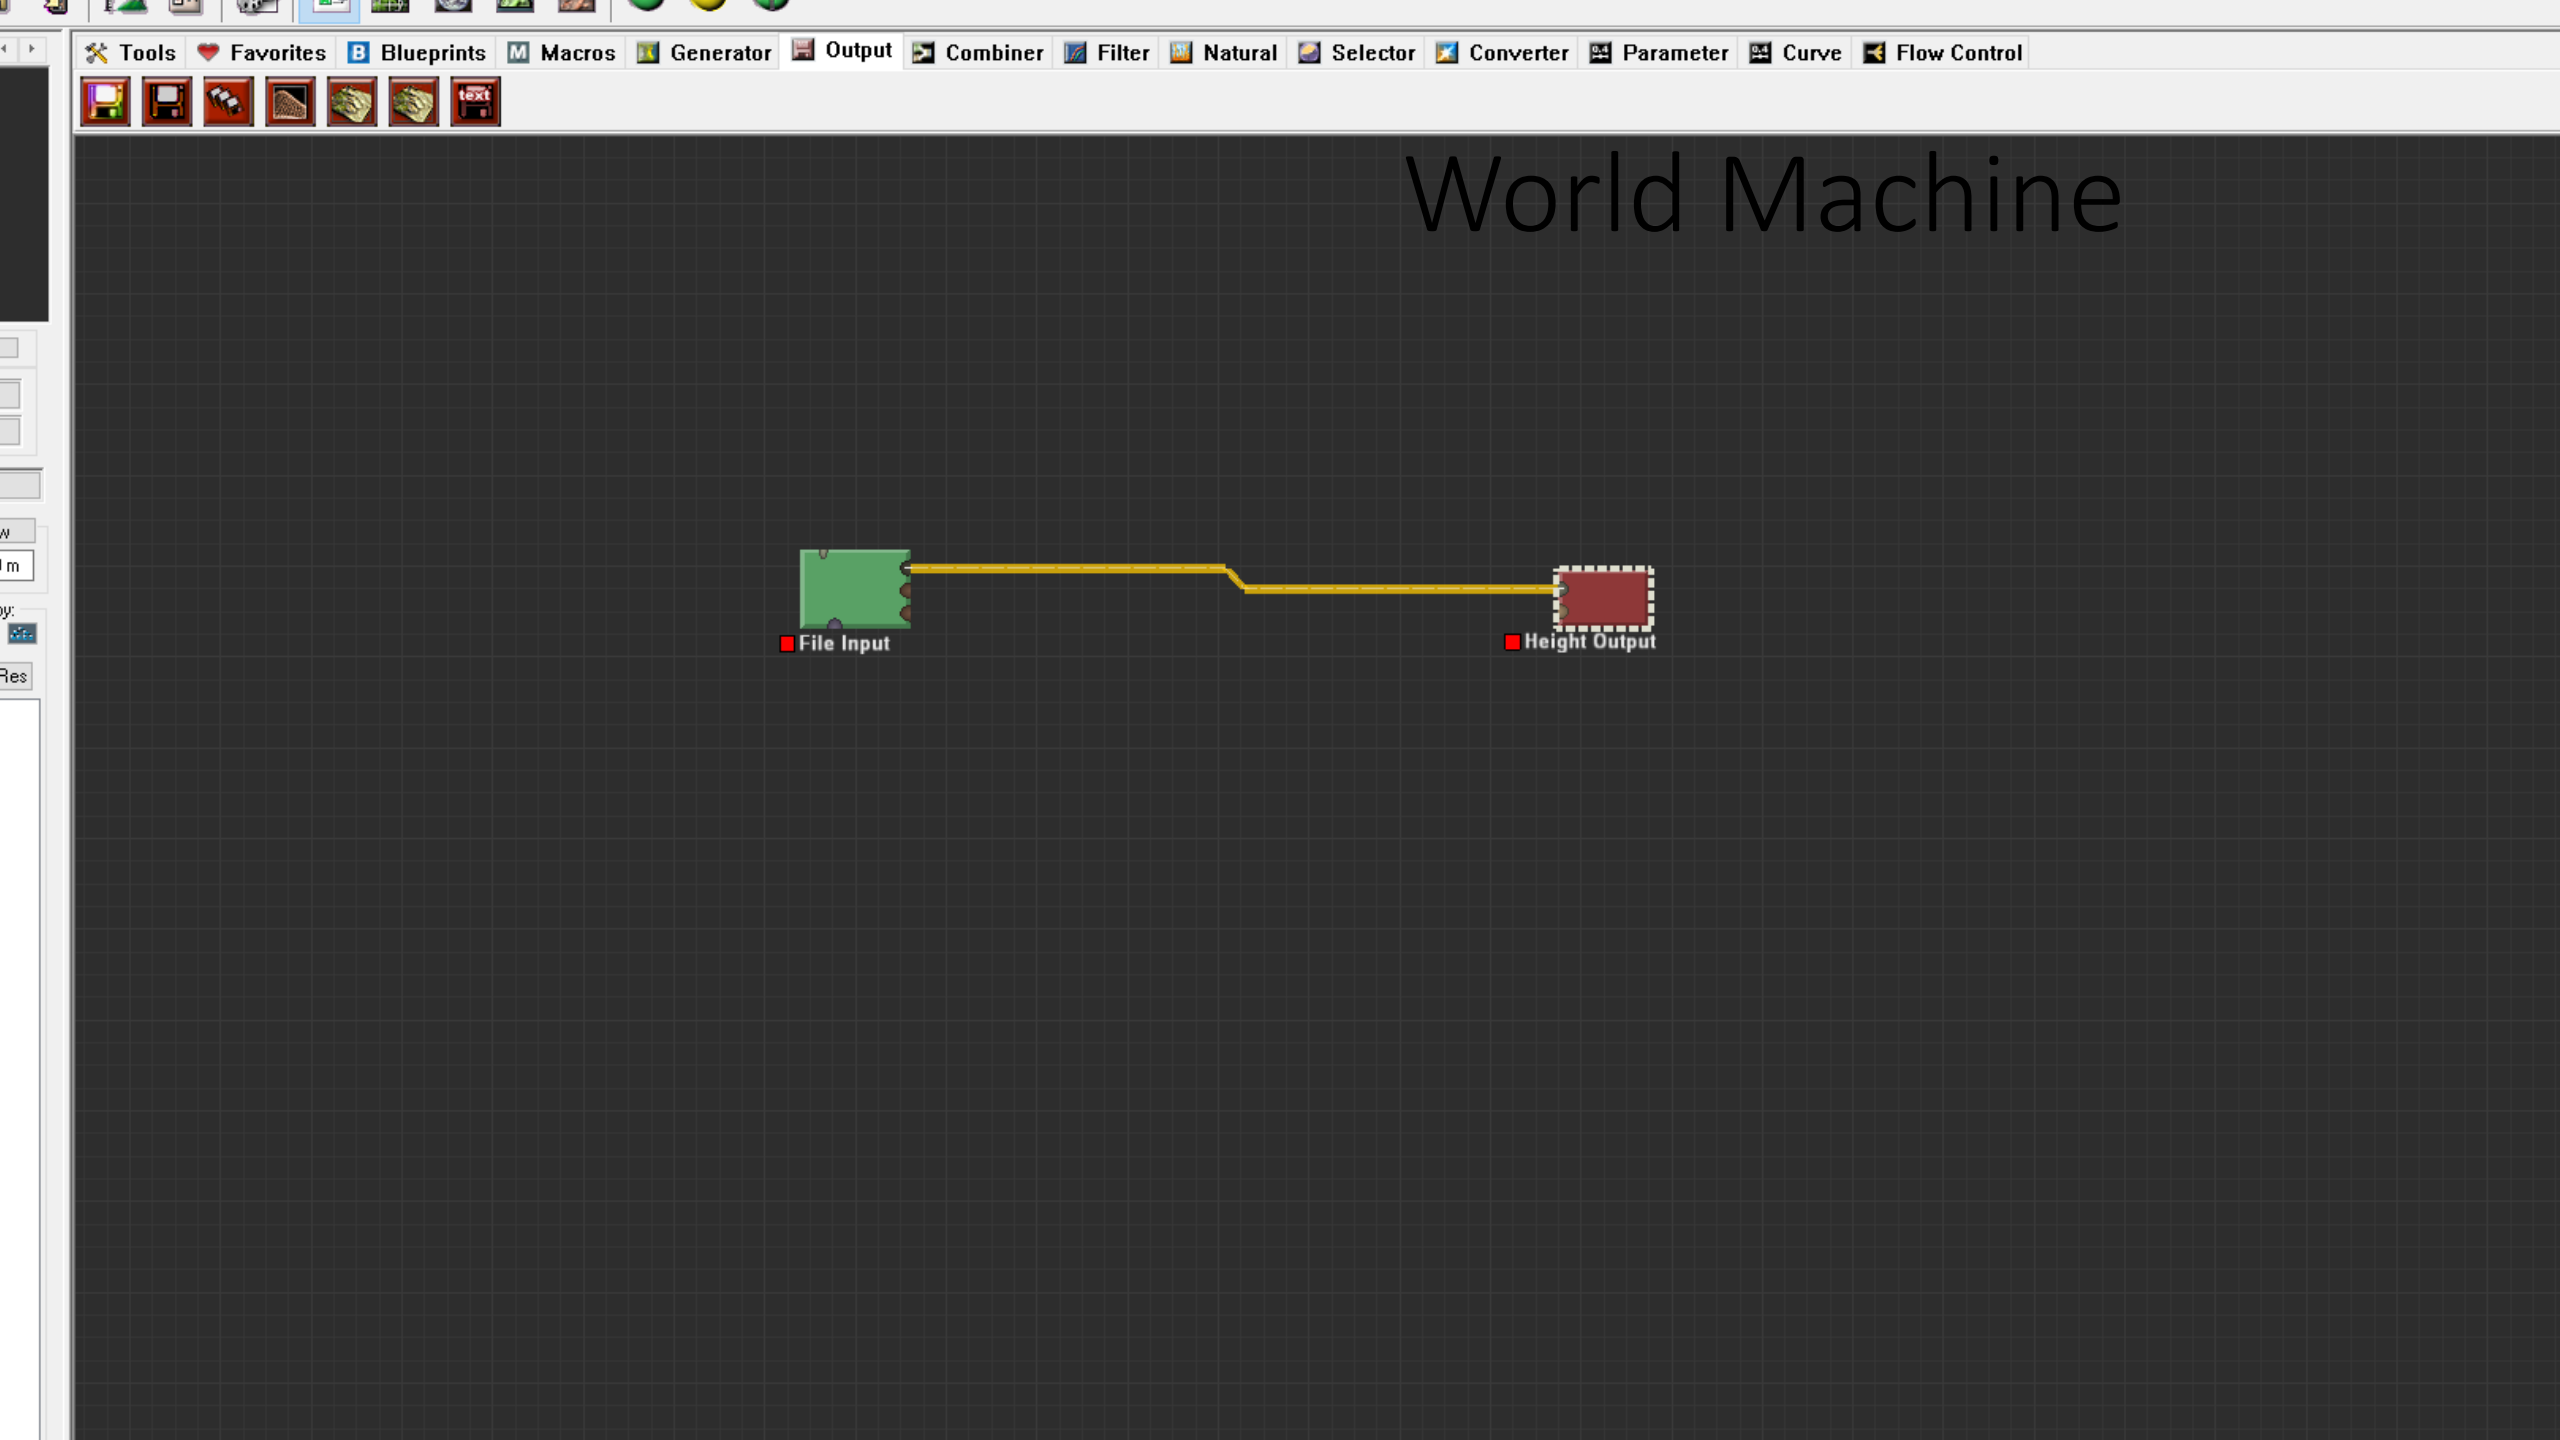 Tools Favorites Blueprints Macros Generator Output Combiner Filter Natural Selector Converter Parameter Curve Flow Control
text
World Machine
w
m
File Input
Height Output
by:
Res